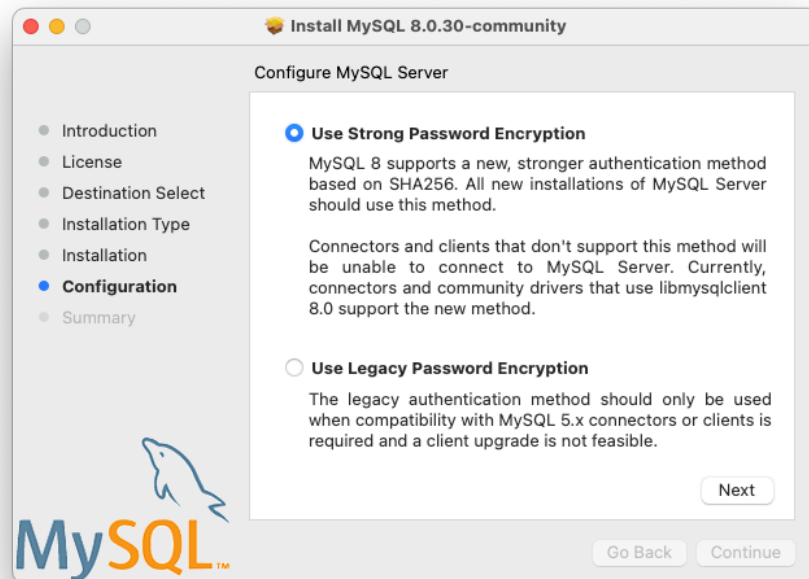 Install MySQL 8.0.30-community
Configure MySQL Server
Introduction
License
Destination Select
Installation Type
Installation
Configuration
Summary
Use Strong Password Encryption
MySQL 8 supports a new, stronger authentication method
based on SHA256. All new installations of MySQL Server
should use this method.
Connectors and clients that don't support this method will
be unable to connect to MySQL Server. Currently,
connectors and community drivers that use libmysqlclient
8.0 support the new method.
Use Legacy Password Encryption
The legacy authentication method should only be used
when compatibility with MySQL 5.x connectors or clients is
required and a client upgrade is not feasible.
Next
MySQL™
Go Back
Continue